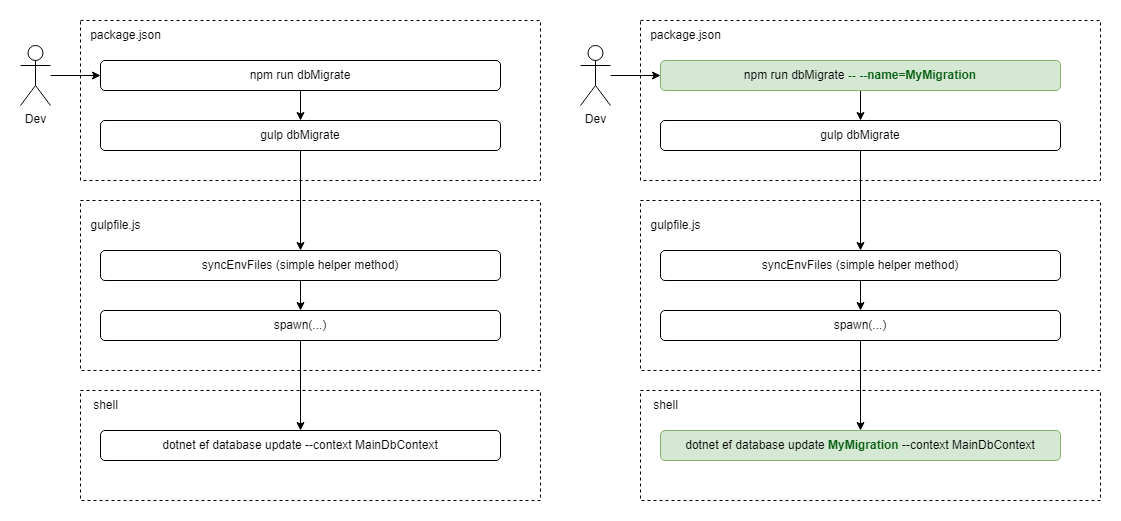 package.json
npm run dbMigrate
Dev
gulp dbMigrate
gulpfile.js
syncEnvFiles (simple helper method)
spawn(...)
shell
dotnet ef database update --context MainDbContext
package.json
npm run dbMigrate -- --name=MyMigration
Dev
gulp dbMigrate
gulpfile.js
syncEnvFiles (simple helper method)
spawn(...)
shell
dotnet ef database update MyMigration --context MainDbContext